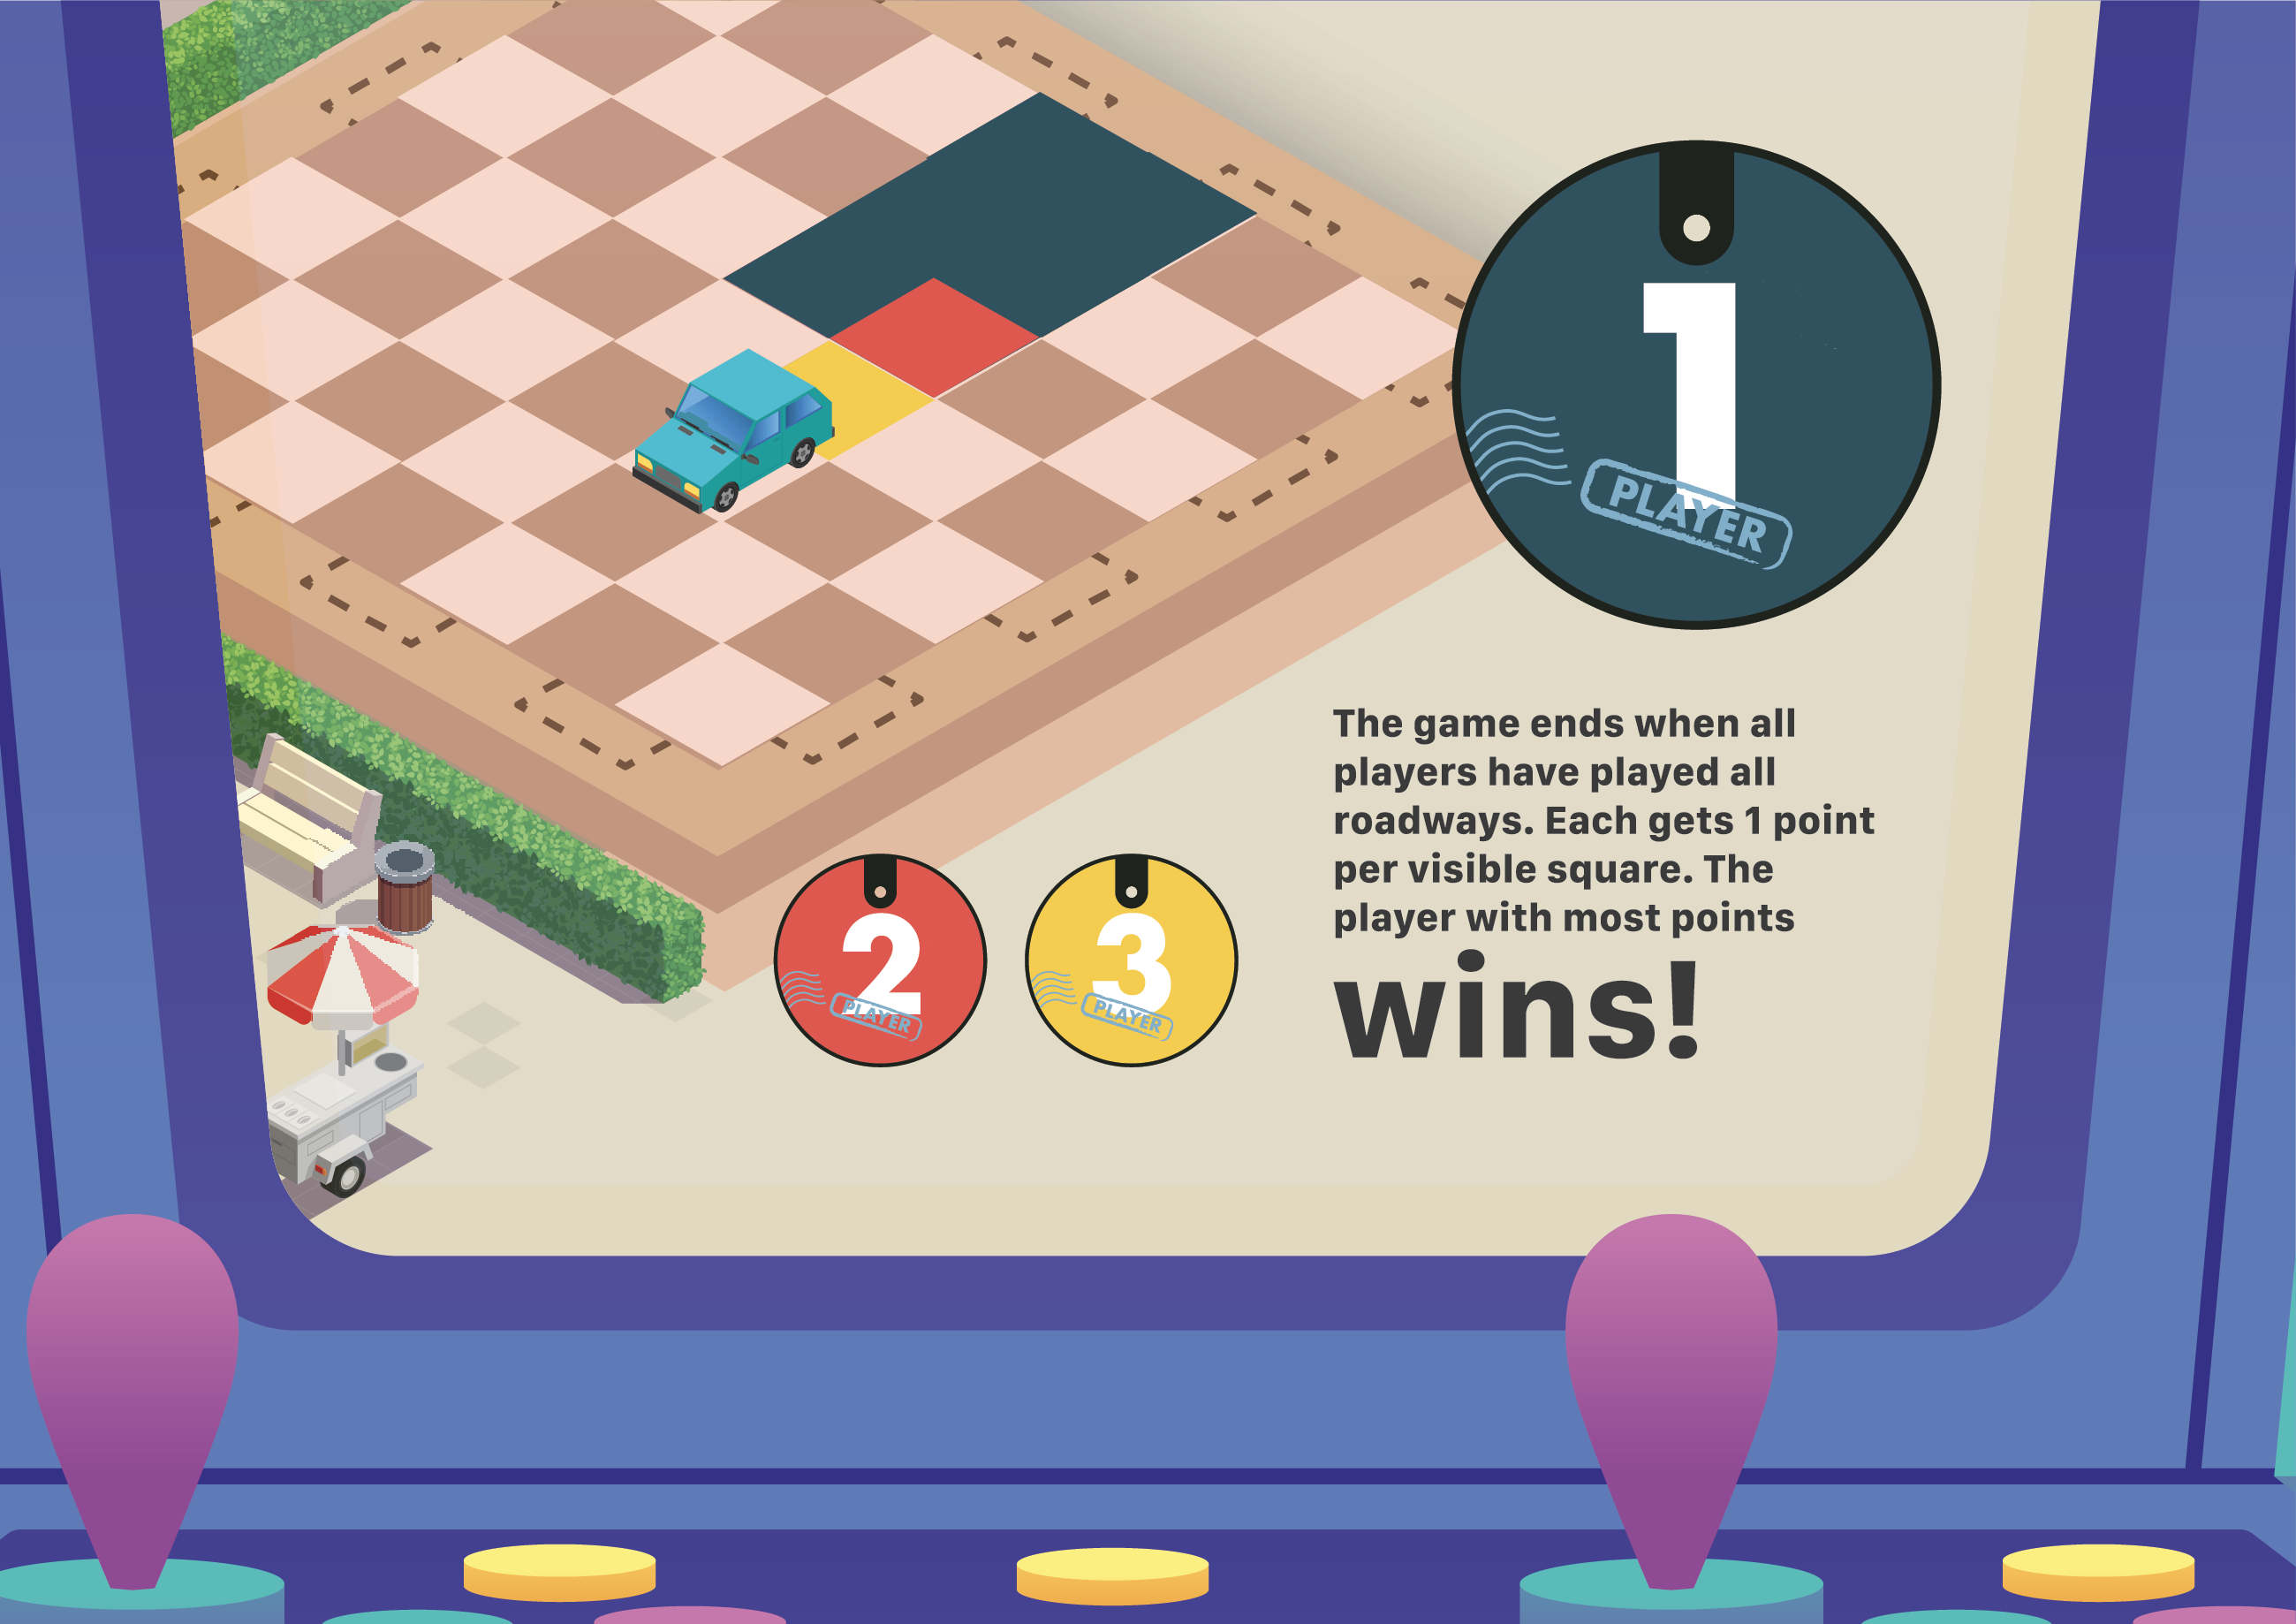 1
PLAYER
The game ends when all
players have played all
roadways. Each gets 1 point
per visible square. The
player with most points
wins!
2
PLAYER
3
PLAYER